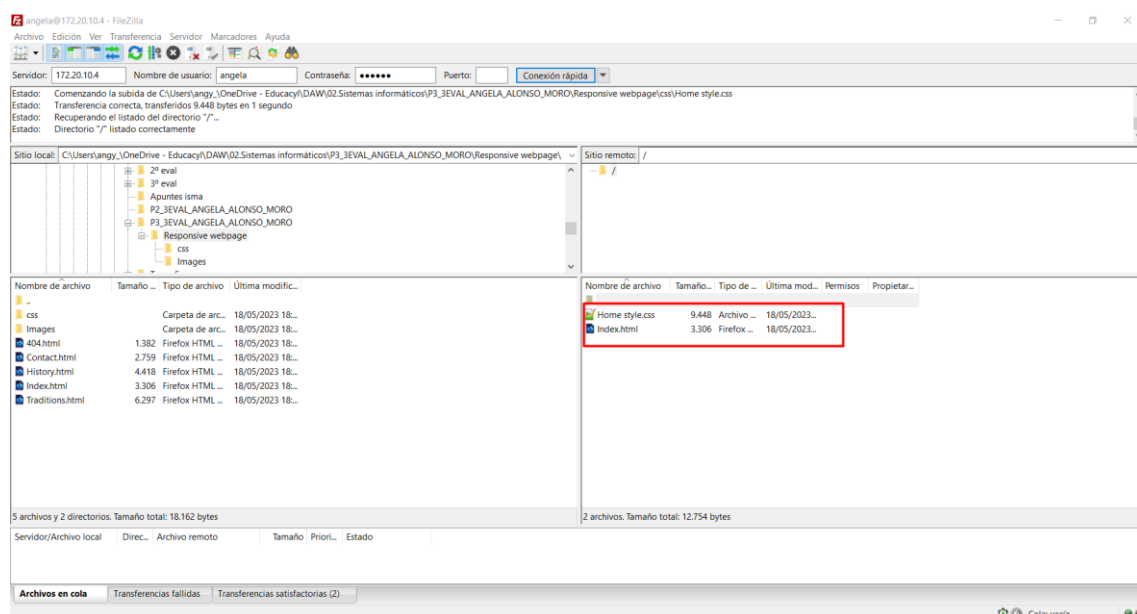 angela@172.20.10.4 - FileZilla
Archivo Edición Ver Transferencia Servidor Marcadores Ayuda
Servidor: 172.20.10.4 Nombre de usuario: angela Contraseña: ●●●●●● Puerto: Conexión rápida
Estado: Comenzando la subida de C:\Users\angy_\OneDrive - Educacyl\DAW\02.Sistemas informáticos\P3_3EVAL_ANGELA_ALONSO_MORO\Responsive webpage\css\Home style.css
Estado: Transferencia correcta, transferidos 9.448 bytes en 1 segundo
Estado: Recuperando el listado del directorio "/"...
Estado: Directorio "/" listado correctamente
Sitio local: C:\Users\angy_\OneDrive - Educacyl\DAW\02.Sistemas informáticos\P3_3EVAL_ANGELA_ALONSO_MORO\Responsive webpage\
2º eval
3º eval
Apuntes isma
P2_3EVAL_ANGELA_ALONSO_MORO
P3_3EVAL_ANGELA_ALONSO_MORO
Responsive webpage
css
Images
Sitio remoto: /
/
Nombre de archivo Tamaño ... Tipo de archivo Última modific...
..
css Carpeta de arc... 18/05/2023 18:...
Images Carpeta de arc... 18/05/2023 18:...
404.html 1.382 Firefox HTML ... 18/05/2023 18:...
Contact.html 2.759 Firefox HTML ... 18/05/2023 18:...
History.html 4.418 Firefox HTML ... 18/05/2023 18:...
Index.html 3.306 Firefox HTML ... 18/05/2023 18:...
Traditions.html 6.297 Firefox HTML ... 18/05/2023 18:...
5 archivos y 2 directorios. Tamaño total: 18.162 bytes
Nombre de archivo Tamaño... Tipo de ... Última mod... Permisos Propietar...
Home style.css 9.448 Archivo ... 18/05/2023...
Index.html 3.306 Firefox ... 18/05/2023...
2 archivos. Tamaño total: 12.754 bytes
Servidor/Archivo local Direc... Archivo remoto Tamaño Priori... Estado
Archivos en cola Transferencias fallidas Transferencias satisfactorias (2)
Cola: vacía